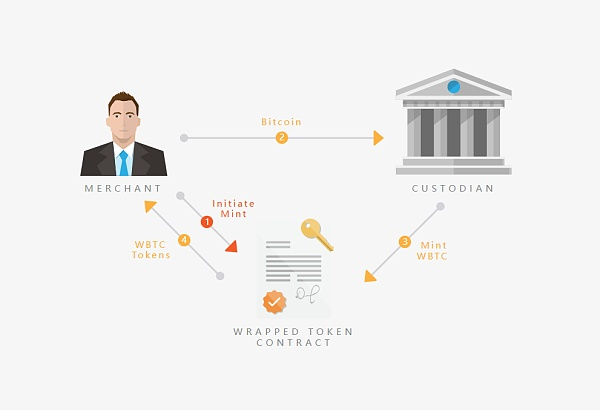 Bitcoin
2
MERCHANT
CUSTODIAN
Initiate
Mint
1
WBTC
Tokens
4
3
Mint
WBTC
WRAPPED TOKEN
CONTRACT